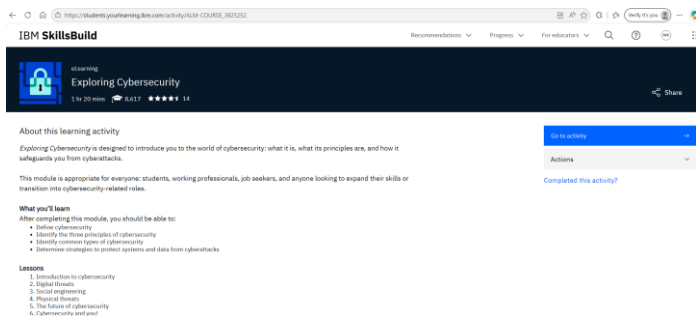 https://students.yourlearning.ibm.com/activity/ALM-COURSE_3825252
Verify it's you
IBM SkillsBuild
Recommendations
Progress
For educators
eLearning
Exploring Cybersecurity
1 hr 20 mins
8,617
★★★★★ 14
Share
About this learning activity
Exploring Cybersecurity is designed to introduce you to the world of cybersecurity: what it is, what its principles are, and how it
safeguards you from cyberattacks.
This module is appropriate for everyone: students, working professionals, job seekers, and anyone looking to expand their skills or
transition into cybersecurity-related roles.
What you'll learn
After completing this module, you should be able to:
• Define cybersecurity
• Identify the three principles of cybersecurity
• Identify common types of cybersecurity
• Determine strategies to protect systems and data from cyberattacks
Lessons
1. Introduction to cybersecurity
2. Digital threats
3. Social engineering
4. Physical threats
5. The future of cybersecurity
6. Cybersecurity and you!
Go to activity
Actions
Completed this activity?